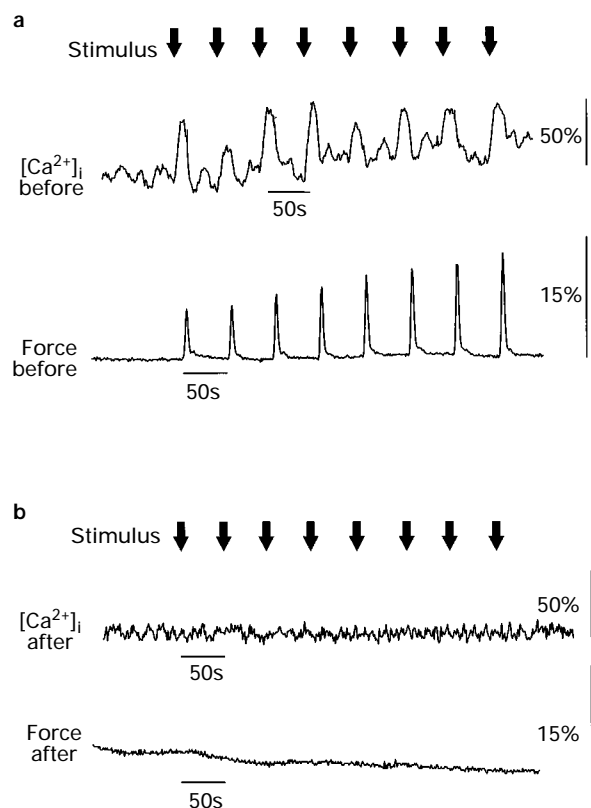 a
Stimulus
50%
[Ca²⁺]ᵢ
before
50s
15%
Force
before
50s
b
Stimulus
50%
[Ca²⁺]ᵢ
after
50s
Force
after
15%
50s